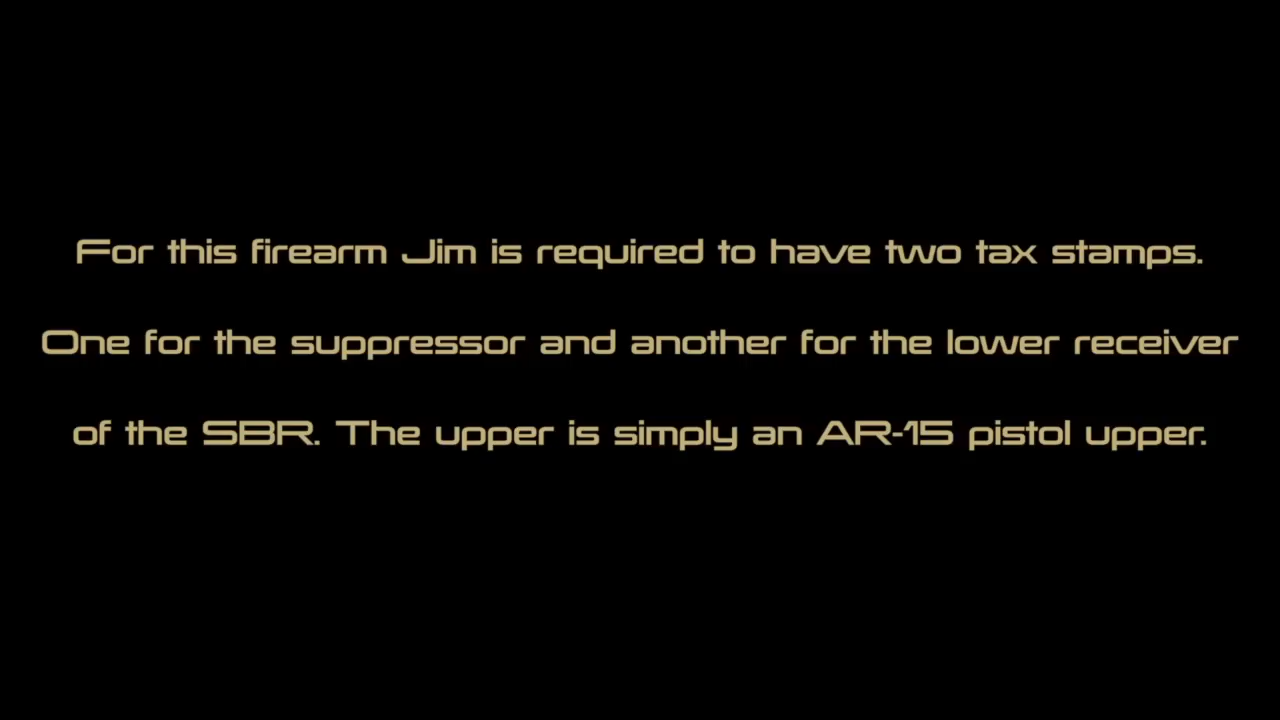 For this firearm Jim is required to have two tax stamps.
One for the suppressor and another for the lower receiver
of the SBR. The upper is simply an AR-15 pistol upper.